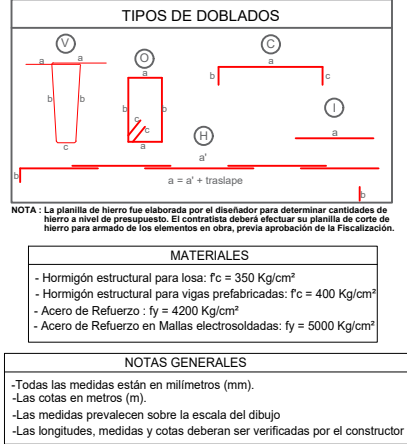 TIPOS DE DOBLADOS
V
O
C
a a
a
a
b b
b b
b c
c
c
I
c
a
a
H
a'
b
a = a' + traslape
b
NOTA : La planilla de hierro fue elaborada por el diseñador para determinar cantidades de
hierro a nivel de presupuesto. El contratista deberá efectuar su planilla de corte de
hierro para armado de los elementos en obra, previa aprobación de la Fiscalización.
MATERIALES
- Hormigón estructural para losa: f'c = 350 Kg/cm²
- Hormigón estructural para vigas prefabricadas: f'c = 400 Kg/cm²
- Acero de Refuerzo : fy = 4200 Kg/cm²
- Acero de Refuerzo en Mallas electrosoldadas: fy = 5000 Kg/cm²
NOTAS GENERALES
-Todas las medidas están en milímetros (mm).
-Las cotas en metros (m).
-Las medidas prevalecen sobre la escala del dibujo
-Las longitudes, medidas y cotas deberan ser verificadas por el constructor